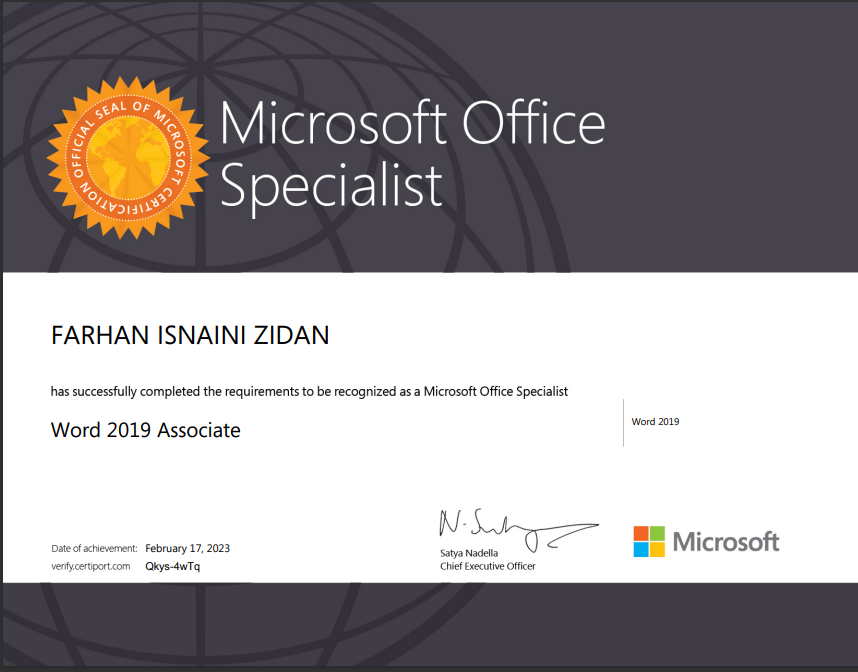 OFFICIAL SEAL OF MICROSOFT CERTIFICATION
Microsoft Office
Specialist
FARHAN ISNAINI ZIDAN
has successfully completed the requirements to be recognized as a Microsoft Office Specialist
Word 2019 Associate
Word 2019
N. Sa
Satya Nadella
Chief Executive Officer
Date of achievement: February 17, 2023
verify.certiport.com Qkys-4wTq
Microsoft